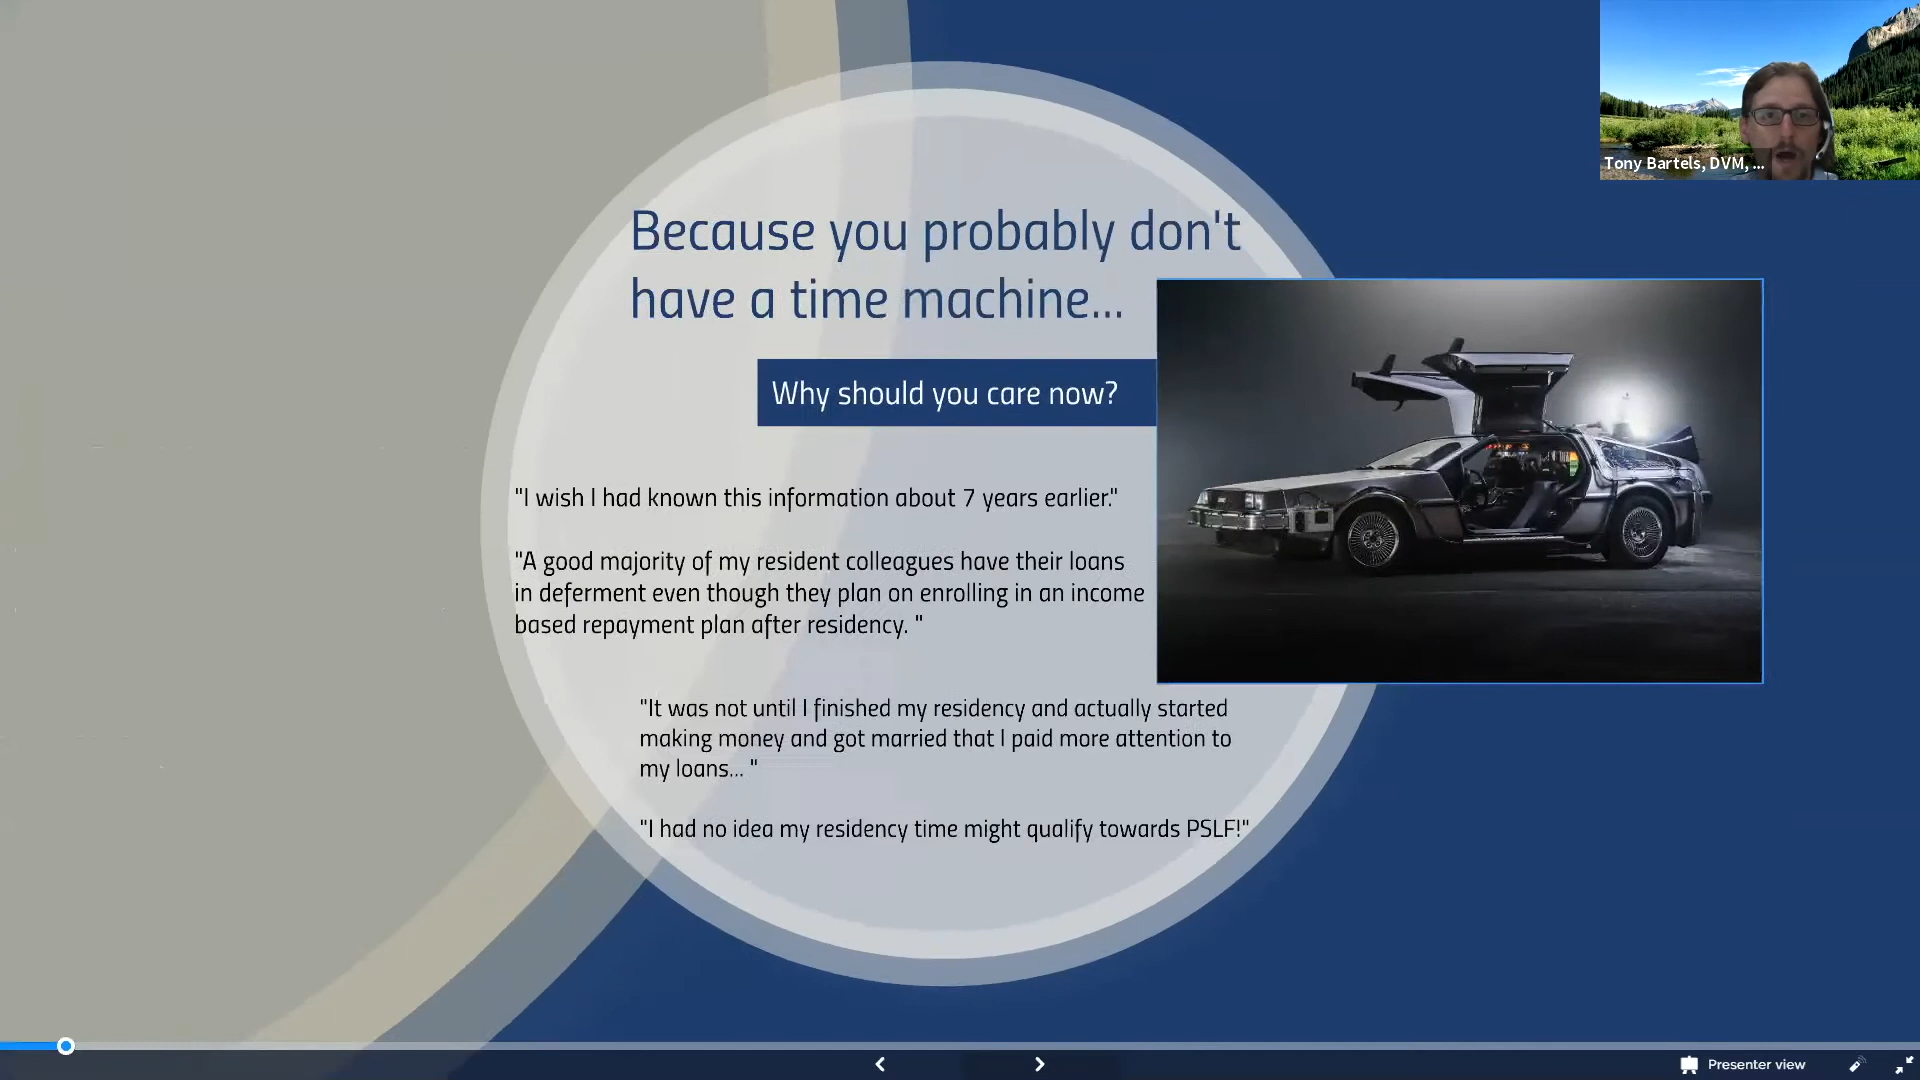 Tony Bartels, DVM, ...
Because you probably don't
have a time machine...
Why should you care now?
"I wish I had known this information about 7 years earlier."
"A good majority of my resident colleagues have their loans
in deferment even though they plan on enrolling in an income
based repayment plan after residency. "
"It was not until I finished my residency and actually started
making money and got married that I paid more attention to
my loans... "
"I had no idea my residency time might qualify towards PSLF!"
Presenter view